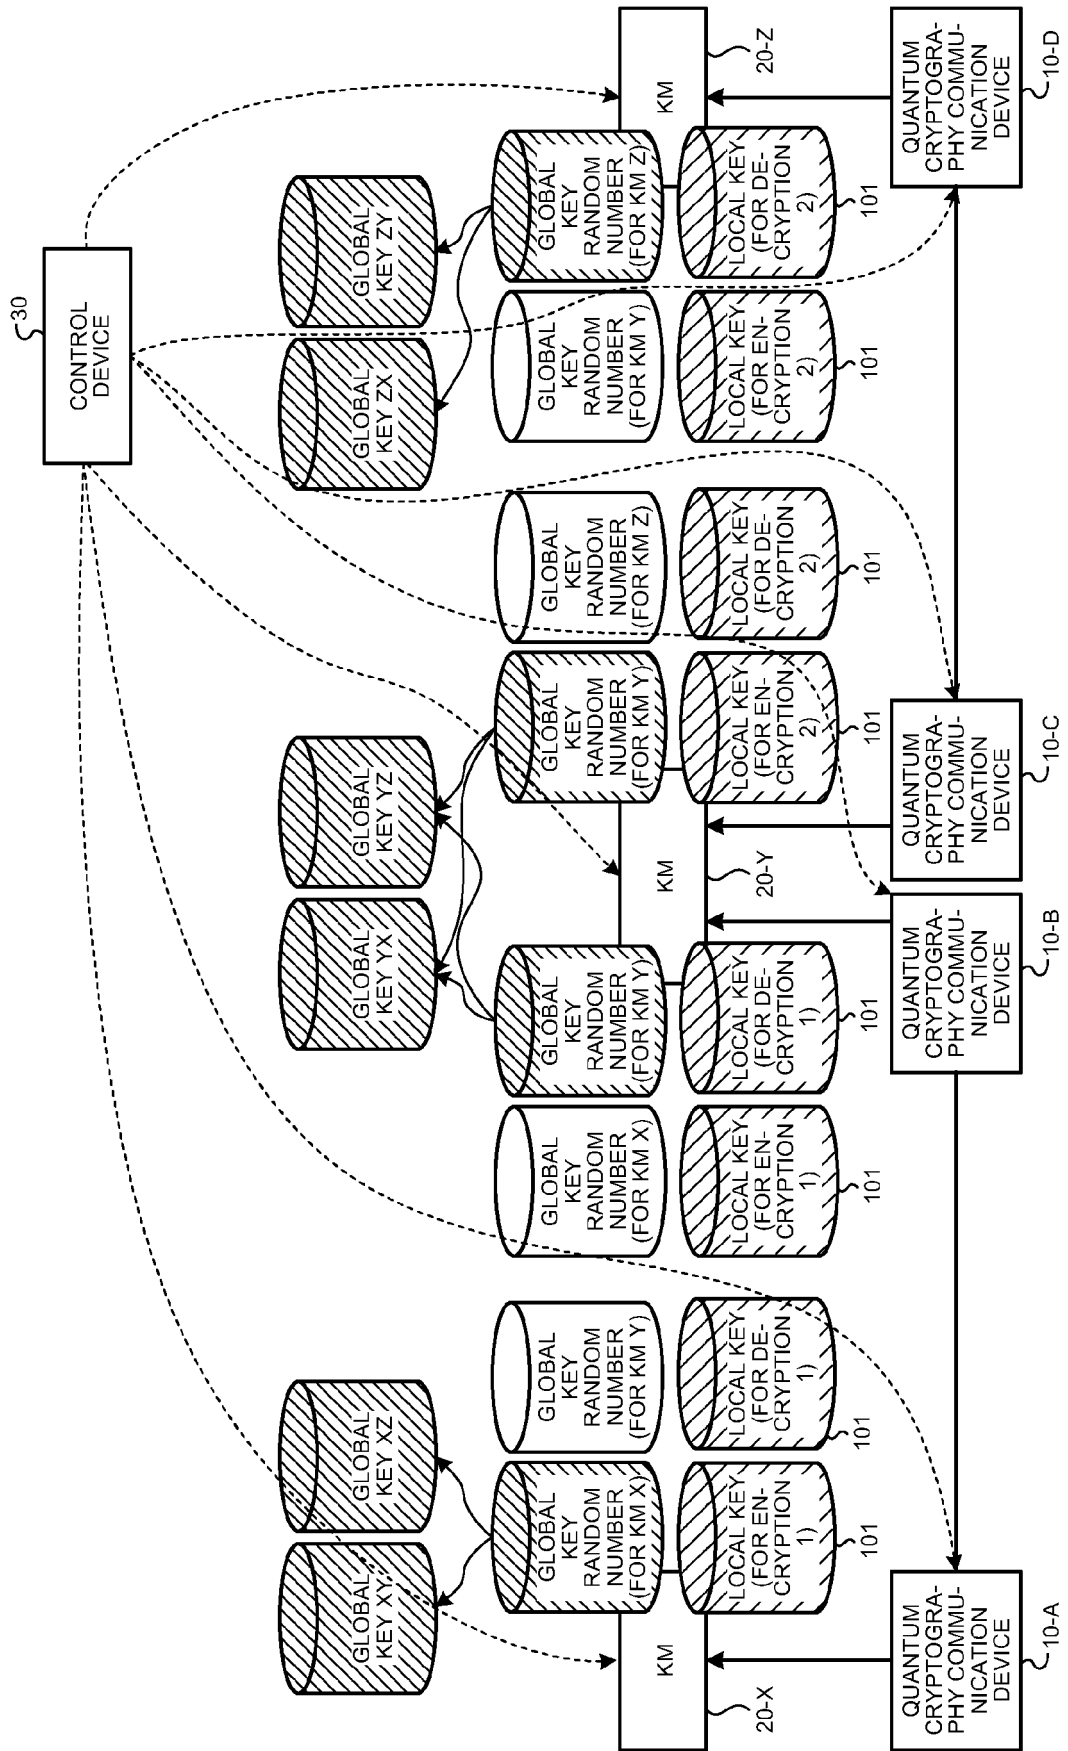 30
CONTROL
DEVICE
GLOBAL
KEY XY
GLOBAL
KEY XZ
GLOBAL
KEY YX
GLOBAL
KEY YZ
GLOBAL
KEY ZX
GLOBAL
KEY ZY
GLOBAL
KEY
RANDOM
NUMBER
(FOR KM X)
GLOBAL
KEY
RANDOM
NUMBER
(FOR KM Y)
GLOBAL
KEY
RANDOM
NUMBER
(FOR KM X)
GLOBAL
KEY
RANDOM
NUMBER
(FOR KM Y)
GLOBAL
KEY
RANDOM
NUMBER
(FOR KM Y)
GLOBAL
KEY
RANDOM
NUMBER
(FOR KM Z)
GLOBAL
KEY
RANDOM
NUMBER
(FOR KM Y)
GLOBAL
KEY
RANDOM
NUMBER
(FOR KM Z)
KM
20-X
KM
20-Y
KM
20-Z
LOCAL KEY
(FOR EN-
CRYPTION
1)
101
LOCAL KEY
(FOR DE-
CRYPTION
1)
101
LOCAL KEY
(FOR EN-
CRYPTION
1)
101
LOCAL KEY
(FOR DE-
CRYPTION
1)
101
LOCAL KEY
(FOR EN-
CRYPTION
2)
101
LOCAL KEY
(FOR DE-
CRYPTION
2)
101
LOCAL KEY
(FOR EN-
CRYPTION
2)
101
LOCAL KEY
(FOR DE-
CRYPTION
2)
101
QUANTUM
CRYPTOGRA-
PHY COMMU-
NICATION
DEVICE
10-A
QUANTUM
CRYPTOGRA-
PHY COMMU-
NICATION
DEVICE
10-B
QUANTUM
CRYPTOGRA-
PHY COMMU-
NICATION
DEVICE
10-C
QUANTUM
CRYPTOGRA-
PHY COMMU-
NICATION
DEVICE
10-D